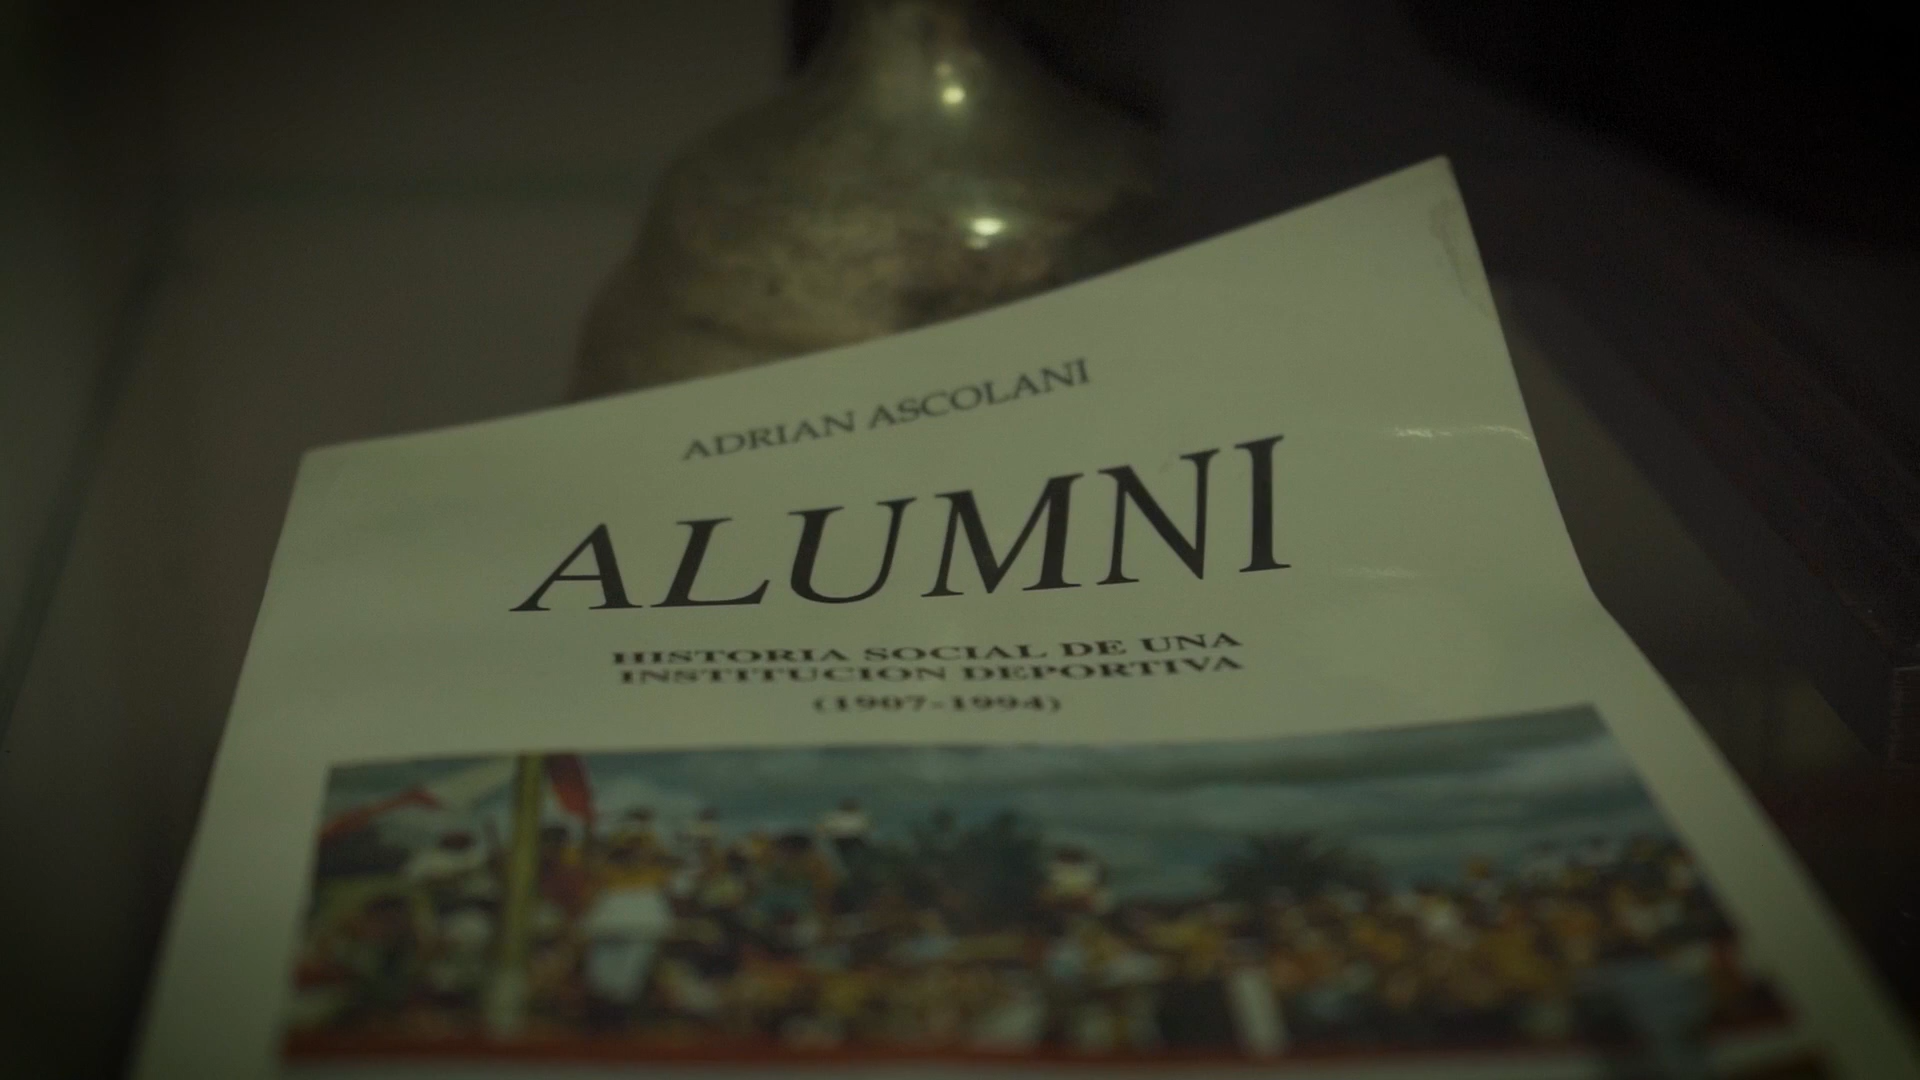 ADRIAN ASCOLANI
ALUMNI
HISTORIA SOCIAL DE UNA
INSTITUCION DEPORTIVA
(1907-1994)